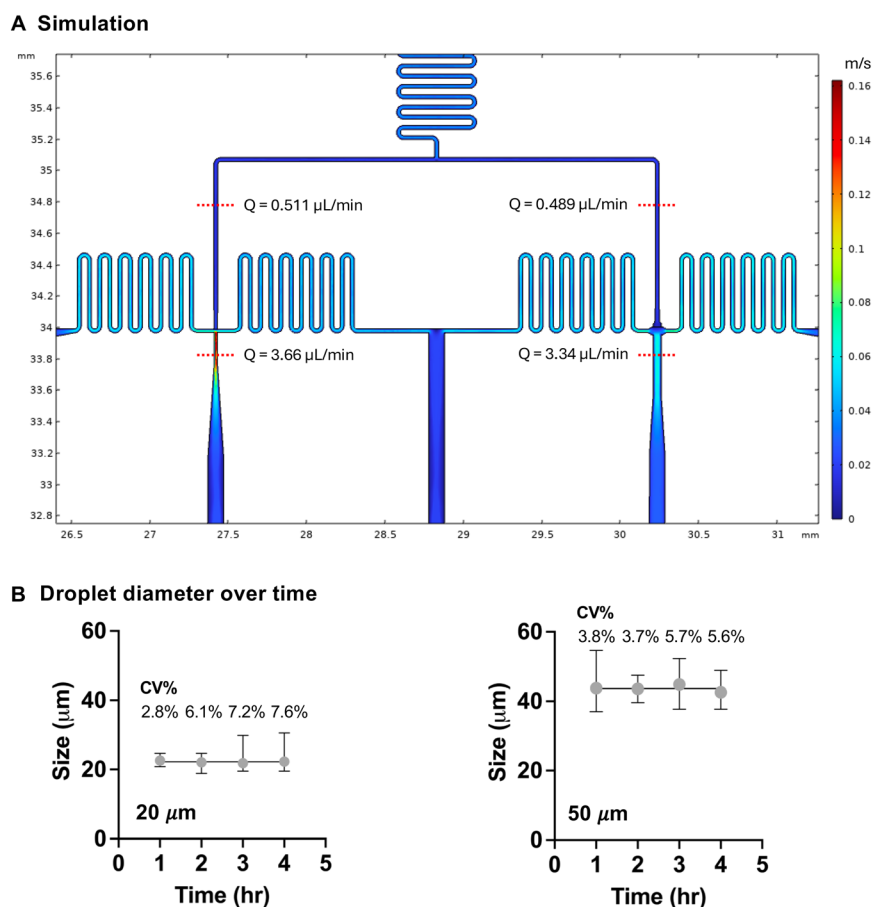 A Simulation
mm
m/s
35.6
35.4
35.2
35
34.8
34.6
34.4
34.2
34
33.8
33.6
33.4
33.2
33
32.8
Q = 0.511 µL/min
Q = 0.489 µL/min
Q = 3.66 µL/min
Q = 3.34 µL/min
0.16
0.14
0.12
0.1
0.08
0.06
0.04
0.02
0
26.5 27 27.5 28 28.5 29 29.5 30 30.5 31 mm
B Droplet diameter over time
60
40
20
0
Size (µm)
CV%
2.8% 6.1% 7.2% 7.6%
20 µm
0 1 2 3 4 5
Time (hr)
60
40
20
0
Size (µm)
CV%
3.8% 3.7% 5.7% 5.6%
50 µm
0 1 2 3 4 5
Time (hr)